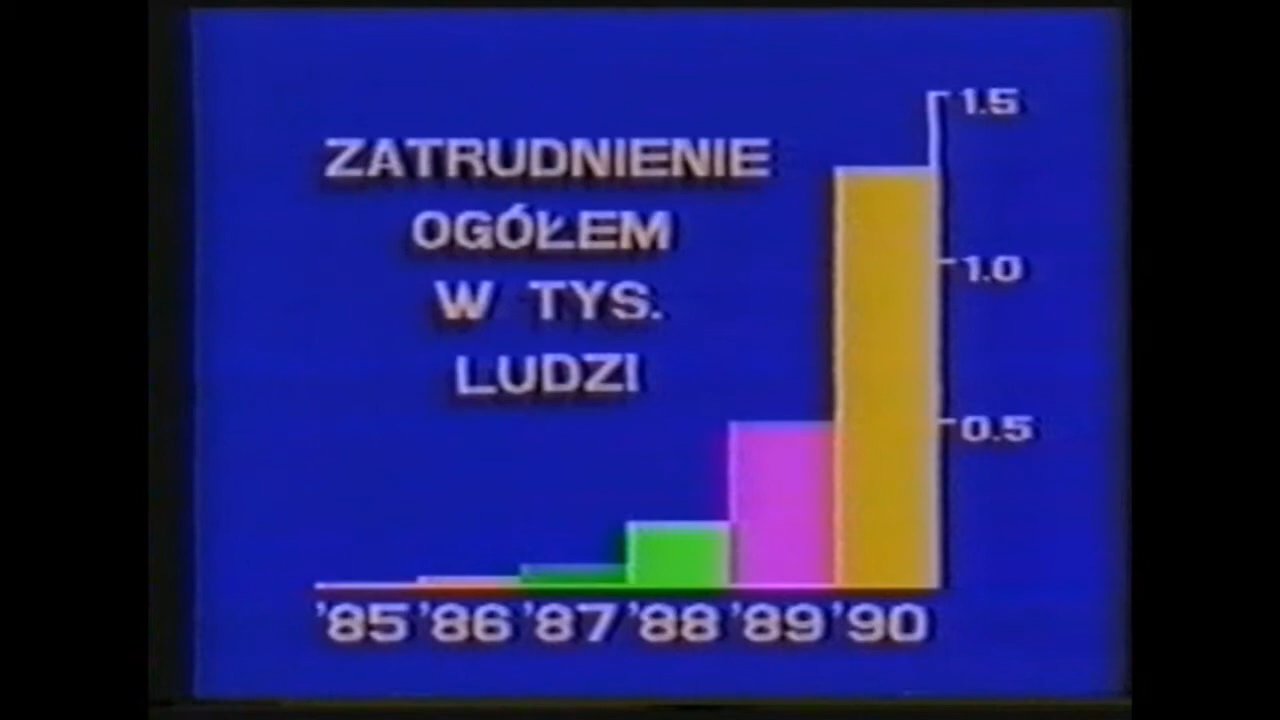 ZATRUDNIENIE
OGÓŁEM
W TYS.
LUDZI
1.5
1.0
0.5
'85 '86 '87 '88 '89 '90